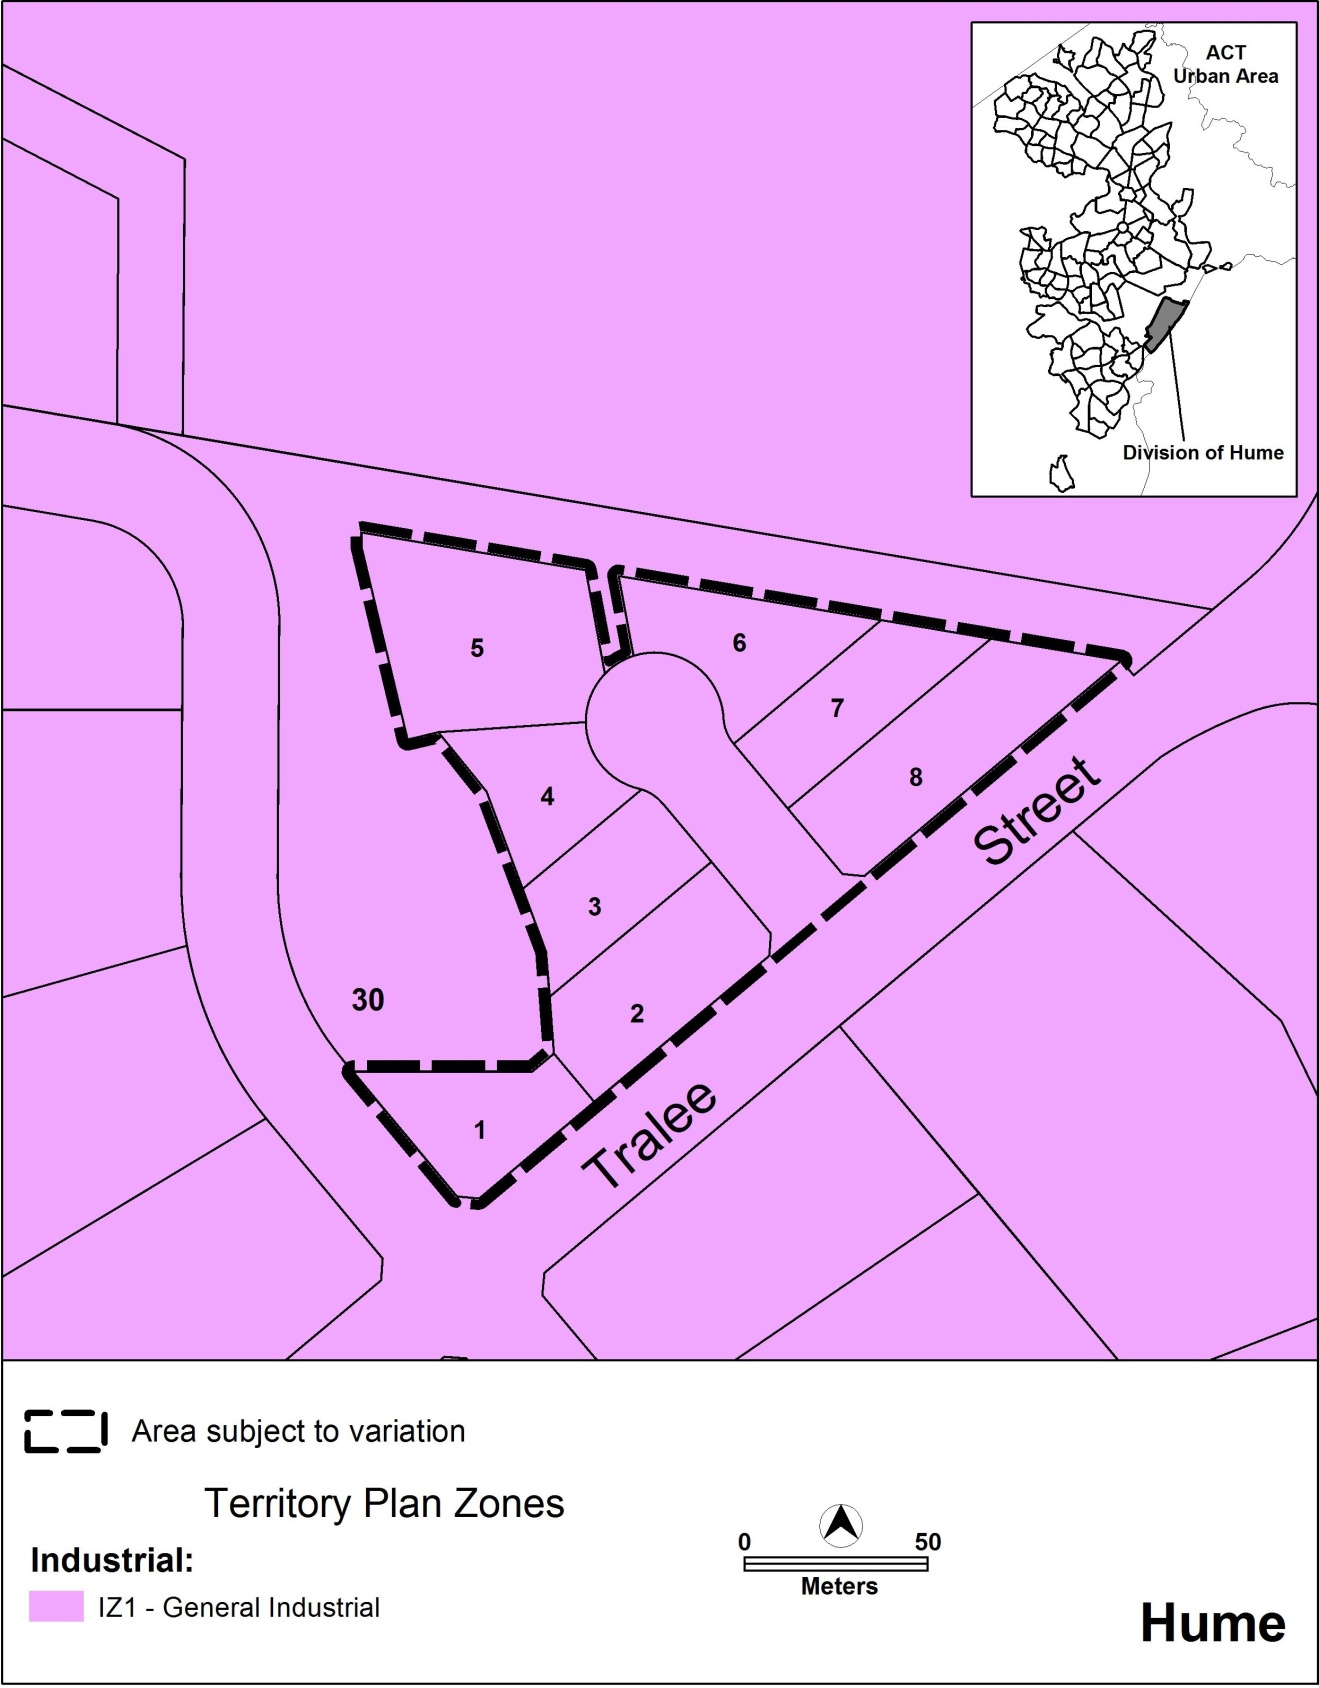 ACT
Urban Area
Division of Hume
5
6
7
8
4
3
30
2
1
Tralee Street
Area subject to variation
Territory Plan Zones
Industrial:
IZ1 - General Industrial
0 50
Meters
Hume